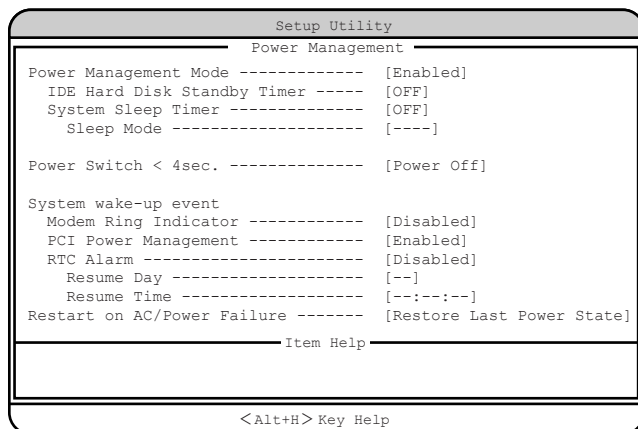 Setup Utility
Power Management
Power Management Mode ------------- [Enabled]
IDE Hard Disk Standby Timer ----- [OFF]
System Sleep Timer -------------- [OFF]
Sleep Mode -------------------- [----]
Power Switch < 4sec. -------------- [Power Off]
System wake-up event
Modem Ring Indicator ------------ [Disabled]
PCI Power Management ------------ [Enabled]
RTC Alarm ----------------------- [Disabled]
Resume Day -------------------- [--]
Resume Time ------------------- [--:--:--]
Restart on AC/Power Failure ------- [Restore Last Power State]
Item Help
<Alt+H> Key Help